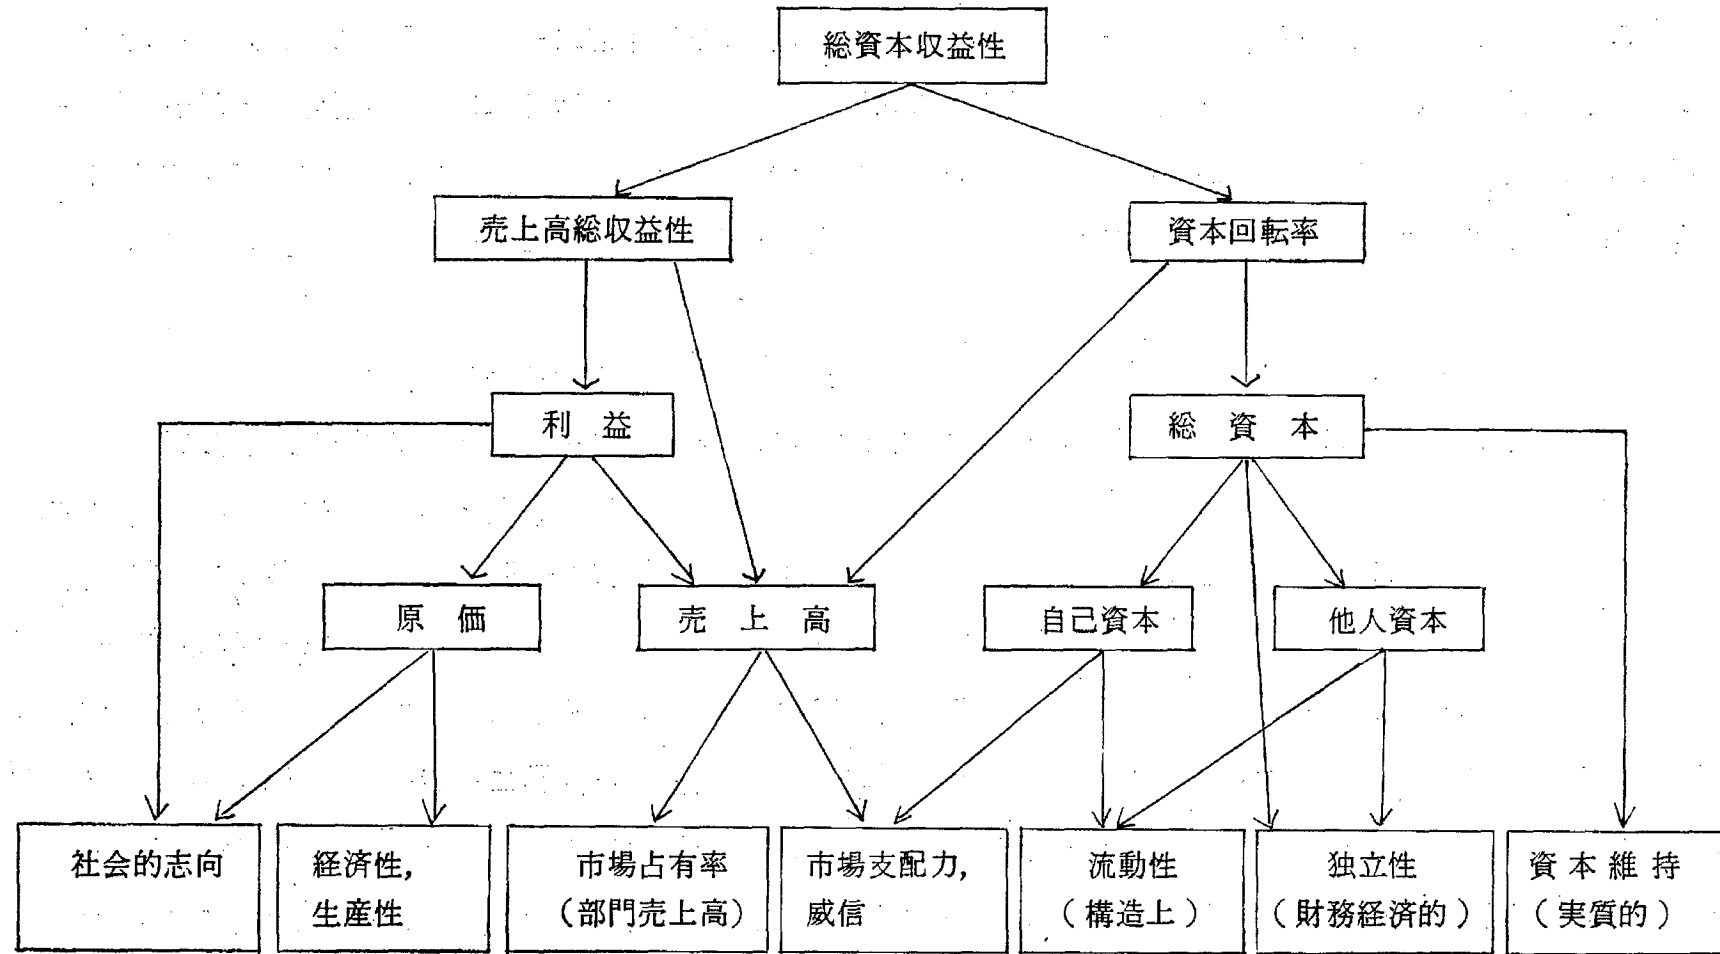 総資本収益性
売上高総収益性
資本回転率
利益
総資本
原価
売上高
自己資本
他人資本
社会的志向
経済性,
生産性
市場占有率
(部門売上高)
市場支配力,
威信
流動性
(構造上)
独立性
(財務経済的)
資本維持
(実質的)